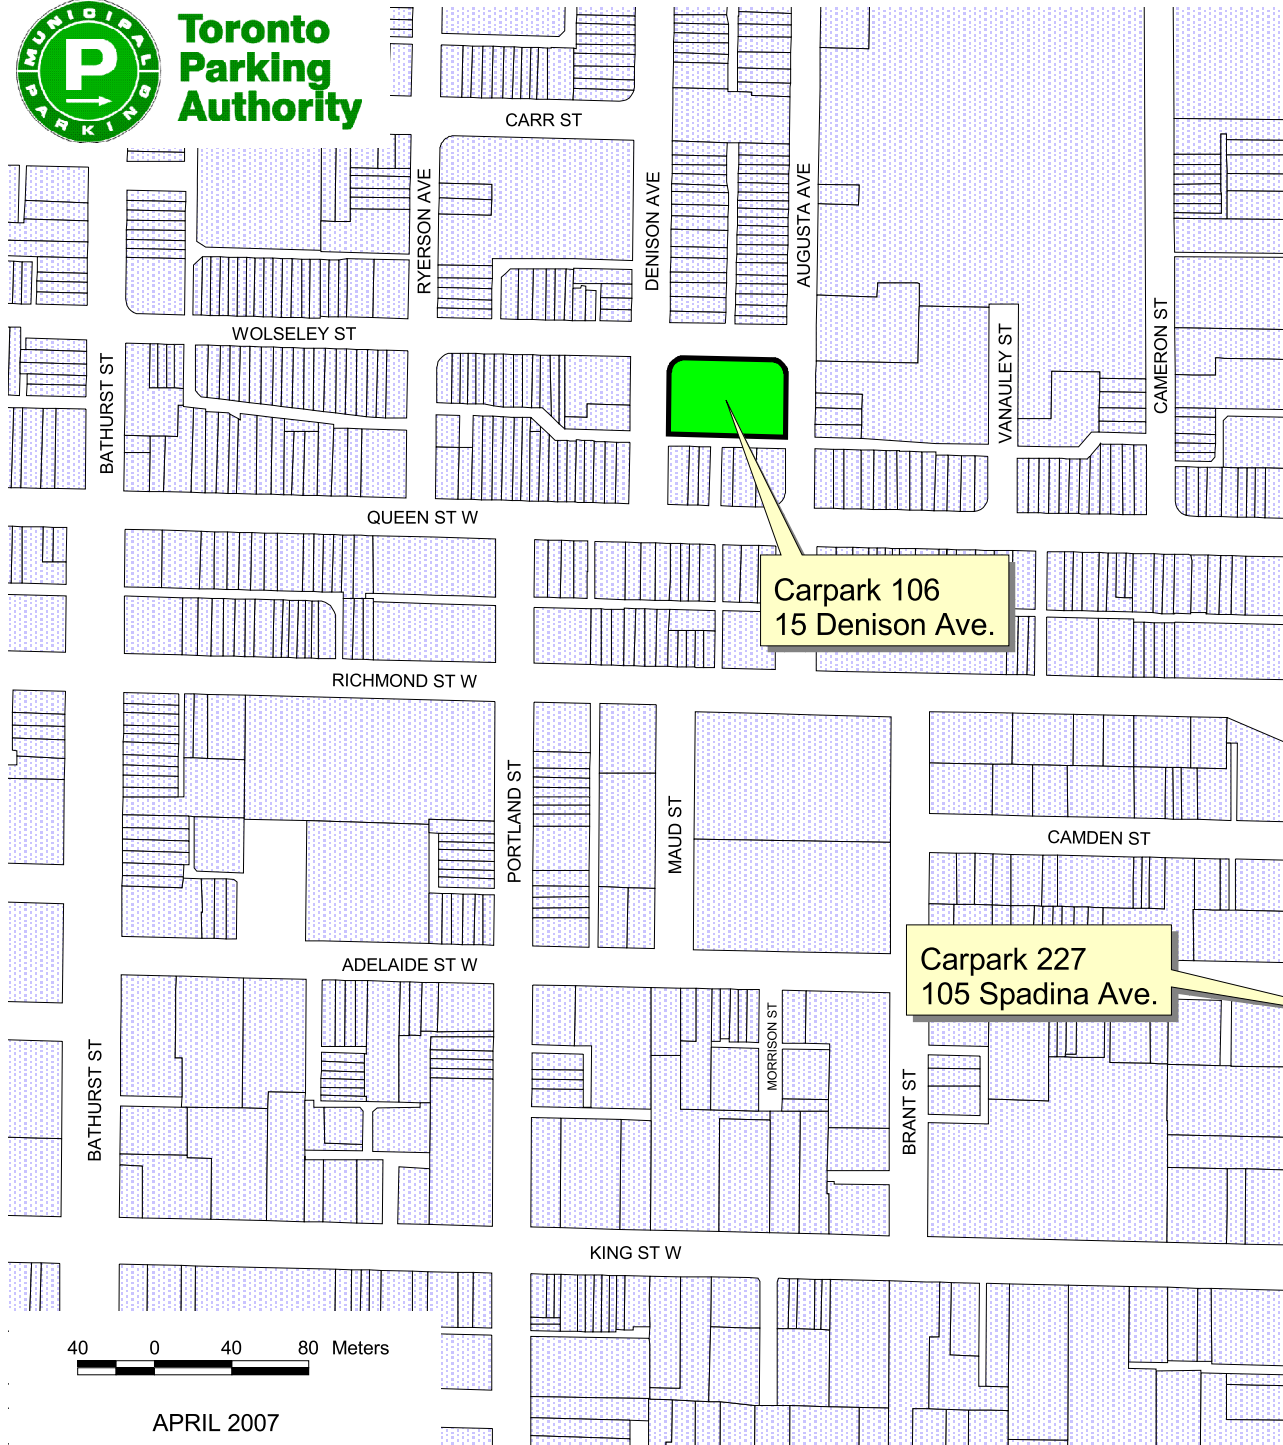 MUNICIPAL
P
PARKING
Toronto
Parking
Authority
CARR ST
RYERSON AVE
DENISON AVE
AUGUSTA AVE
WOLSELEY ST
BATHURST ST
VANAULEY ST
CAMERON ST
QUEEN ST W
Carpark 106
15 Denison Ave.
RICHMOND ST W
PORTLAND ST
MAUD ST
CAMDEN ST
Carpark 227
105 Spadina Ave.
ADELAIDE ST W
MORRISON ST
BATHURST ST
BRANT ST
KING ST W
40 0 40 80 Meters
APRIL 2007